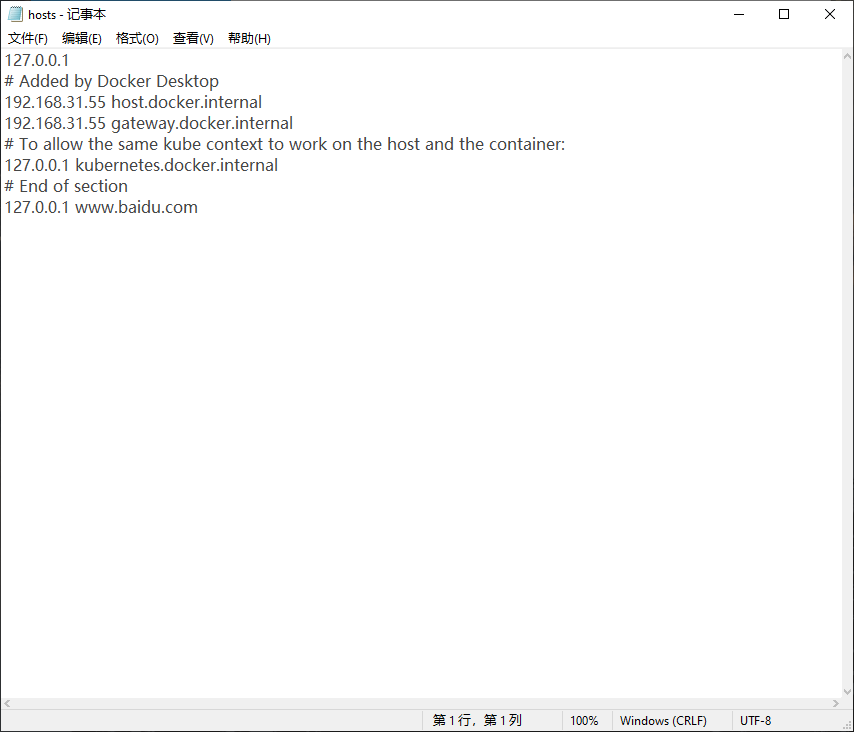 hosts - 记事本
文件(F) 编辑(E) 格式(O) 查看(V) 帮助(H)
127.0.0.1
# Added by Docker Desktop
192.168.31.55 host.docker.internal
192.168.31.55 gateway.docker.internal
# To allow the same kube context to work on the host and the container:
127.0.0.1 kubernetes.docker.internal
# End of section
127.0.0.1 www.baidu.com
第 1 行，第 1 列 100% Windows (CRLF) UTF-8